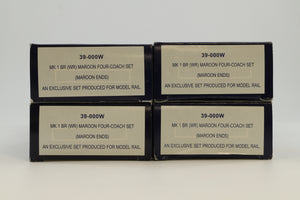 39-000W
MK 1 BR (WR) MAROON FOUR-COACH SET
(MAROON ENDS)
AN EXCLUSIVE SET PRODUCED FOR MODEL RAIL
39-000W
MK 1 BR (WR) MAROON FOUR-COACH SET
(MAROON ENDS)
AN EXCLUSIVE SET PRODUCED FOR MODEL RAIL
39-000W
MK 1 BR (WR) MAROON FOUR-COACH SET
(MAROON ENDS)
AN EXCLUSIVE SET PRODUCED FOR MODEL RAIL
39-000W
MK 1 BR (WR) MAROON FOUR-COACH SET
(MAROON ENDS)
AN EXCLUSIVE SET PRODUCED FOR MODEL RAIL